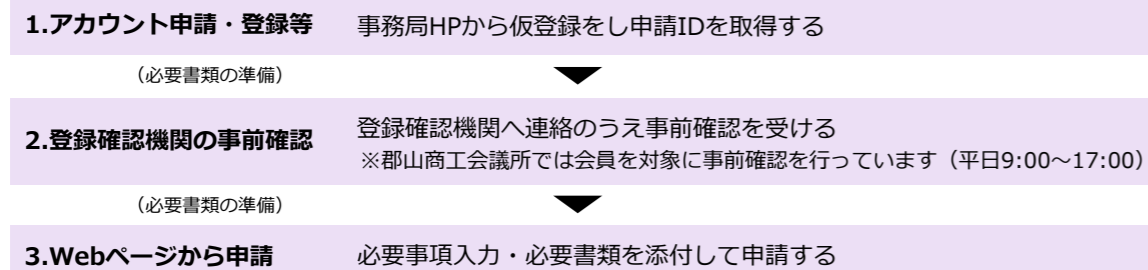 1.アカウント申請・登録等 事務局HPから仮登録をし申請IDを取得する
（必要書類の準備）
2.登録確認機関の事前確認 登録確認機関へ連絡のうえ事前確認を受ける
※郡山商工会議所では会員を対象に事前確認を行っています（平日9:00～17:00）
（必要書類の準備）
3.Webページから申請 必要事項入力・必要書類を添付して申請する